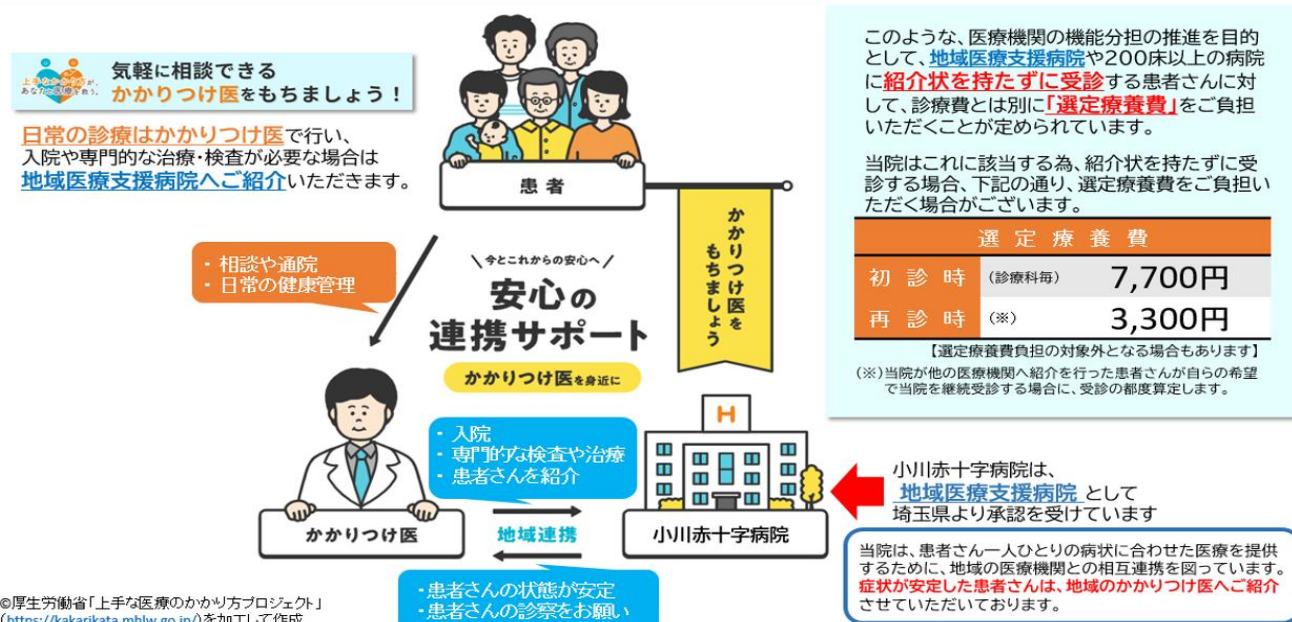 上手なかかり方が、
あなたと医療を救う。
気軽に相談できる
かかりつけ医をもちましょう！
日常の診療はかかりつけ医で行い、
入院や専門的な治療・検査が必要な場合は
地域医療支援病院へご紹介いただきます。
患者
かかりつけ医を
もちましょう
・ 相談や通院
・ 日常の健康管理
＼今とこれからの安心へ／
安心の
連携サポート
かかりつけ医を身近に
・ 入院
・ 専門的な検査や治療
・ 患者さんを紹介
H
かかりつけ医
地域連携
小川赤十字病院
・患者さんの状態が安定
・患者さんの診察をお願い
©厚生労働省「上手な医療のかかり方プロジェクト」
(https://kakarikata.mhlw.go.jp/)を加工して作成
このような、医療機関の機能分担の推進を目的
として、地域医療支援病院や200床以上の病院
に紹介状を持たずに受診する患者さんに対
して、診療費とは別に「選定療養費」をご負担
いただくことが定められています。
当院はこれに該当する為、紹介状を持たずに受
診する場合、下記の通り、選定療養費をご負担い
ただく場合がございます。
選定療養費
初診時 (診療科毎) 7,700円
再診時 (※) 3,300円
【選定療養費負担の対象外となる場合もあります】
(※)当院が他の医療機関へ紹介を行った患者さんが自らの希望
で当院を継続受診する場合に、受診の都度算定します。
小川赤十字病院は、
地域医療支援病院 として
埼玉県より承認を受けています
当院は、患者さん一人ひとりの病状に合わせた医療を提供
するために、地域の医療機関との相互連携を図っています。
症状が安定した患者さんは、地域のかかりつけ医へご紹介
させていただいております。